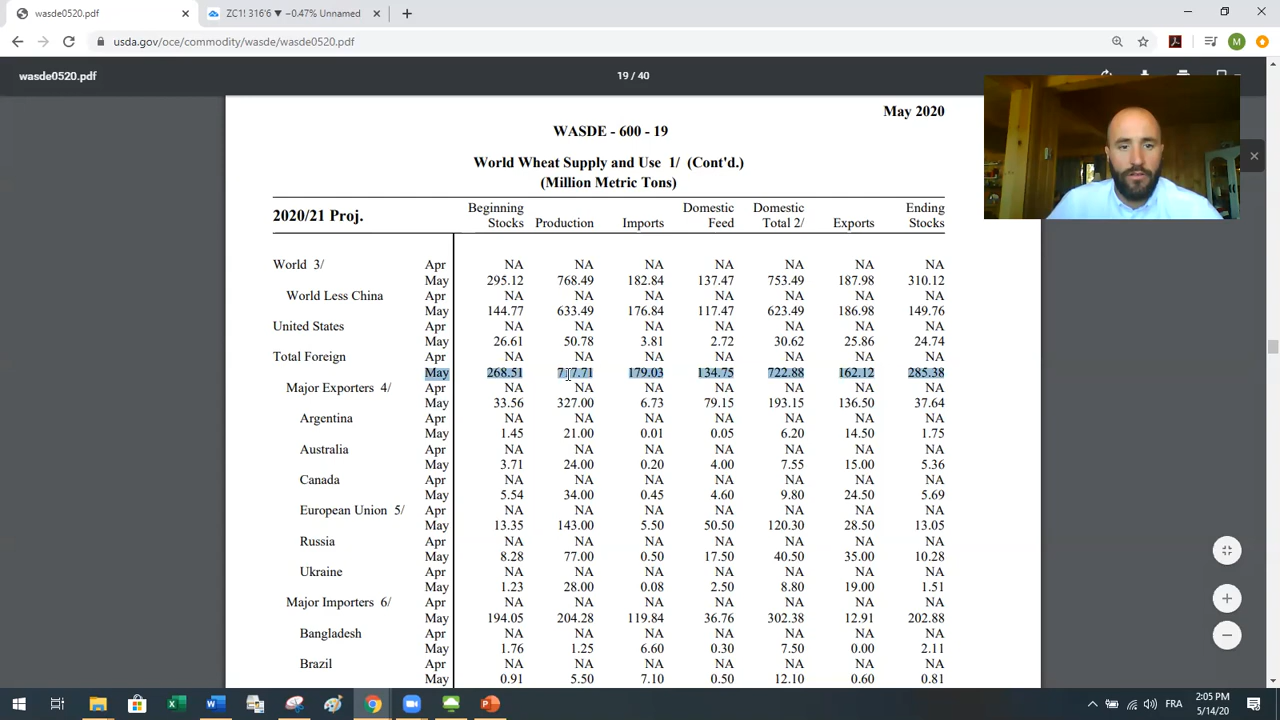 wasde0520.pdf
ZC1! 316'6 ▼ −0.47% Unnamed
usda.gov/oce/commodity/wasde/wasde0520.pdf
M
wasde0520.pdf
19 / 40
May 2020
WASDE - 600 - 19
World Wheat Supply and Use 1/ (Cont'd.)
(Million Metric Tons)
2020/21 Proj. Beginning Stocks Production Imports Domestic Feed Domestic Total 2/ Exports Ending Stocks
World 3/ Apr NA NA NA NA NA NA NA
May 295.12 768.49 182.84 137.47 753.49 187.98 310.12
World Less China Apr NA NA NA NA NA NA NA
May 144.77 633.49 176.84 117.47 623.49 186.98 149.76
United States Apr NA NA NA NA NA NA NA
May 26.61 50.78 3.81 2.72 30.62 25.86 24.74
Total Foreign Apr NA NA NA NA NA NA NA
May 268.51 717.71 179.03 134.75 722.88 162.12 285.38
Major Exporters 4/ Apr NA NA NA NA NA NA NA
May 33.56 327.00 6.73 79.15 193.15 136.50 37.64
Argentina Apr NA NA NA NA NA NA NA
May 1.45 21.00 0.01 0.05 6.20 14.50 1.75
Australia Apr NA NA NA NA NA NA NA
May 3.71 24.00 0.20 4.00 7.55 15.00 5.36
Canada Apr NA NA NA NA NA NA NA
May 5.54 34.00 0.45 4.60 9.80 24.50 5.69
European Union 5/ Apr NA NA NA NA NA NA NA
May 13.35 143.00 5.50 50.50 120.30 28.50 13.05
Russia Apr NA NA NA NA NA NA NA
May 8.28 77.00 0.50 17.50 40.50 35.00 10.28
Ukraine Apr NA NA NA NA NA NA NA
May 1.23 28.00 0.08 2.50 8.80 19.00 1.51
Major Importers 6/ Apr NA NA NA NA NA NA NA
May 194.05 204.28 119.84 36.76 302.38 12.91 202.88
Bangladesh Apr NA NA NA NA NA NA NA
May 1.76 1.25 6.60 0.30 7.50 0.00 2.11
Brazil Apr NA NA NA NA NA NA NA
May 0.91 5.50 7.10 0.50 12.10 0.60 0.81
FRA
2:05 PM
5/14/20